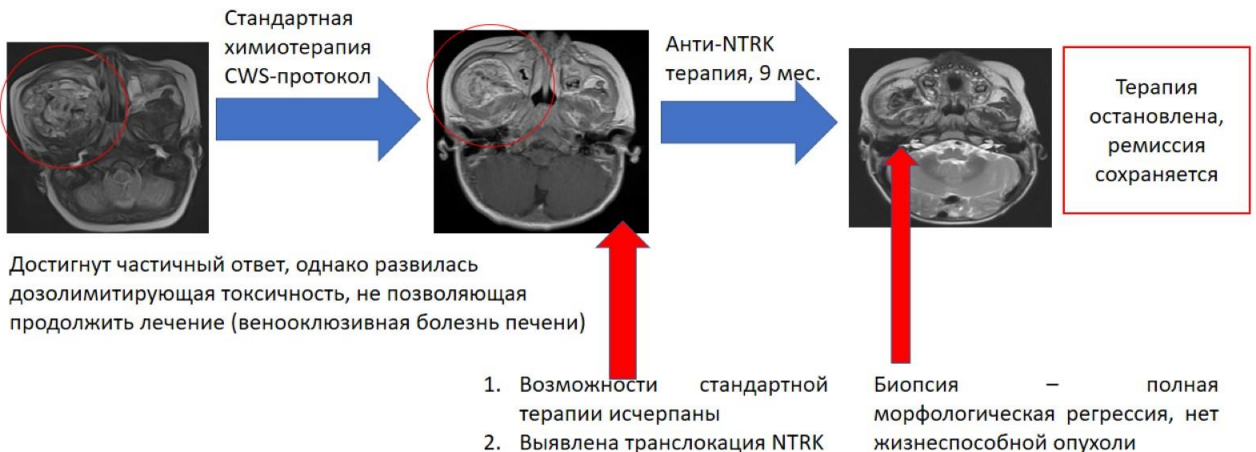 Стандартная
химиотерапия
CWS-протокол
Анти-NTRK
терапия, 9 мес.
Терапия
остановлена,
ремиссия
сохраняется
Достигнут частичный ответ, однако развилась
дозолимитирующая токсичность, не позволяющая
продолжить лечение (венооклюзивная болезнь печени)
1. Возможности стандартной
терапии исчерпаны
2. Выявлена транслокация NTRK
Биопсия – полная
морфологическая регрессия, нет
жизнеспособной опухоли